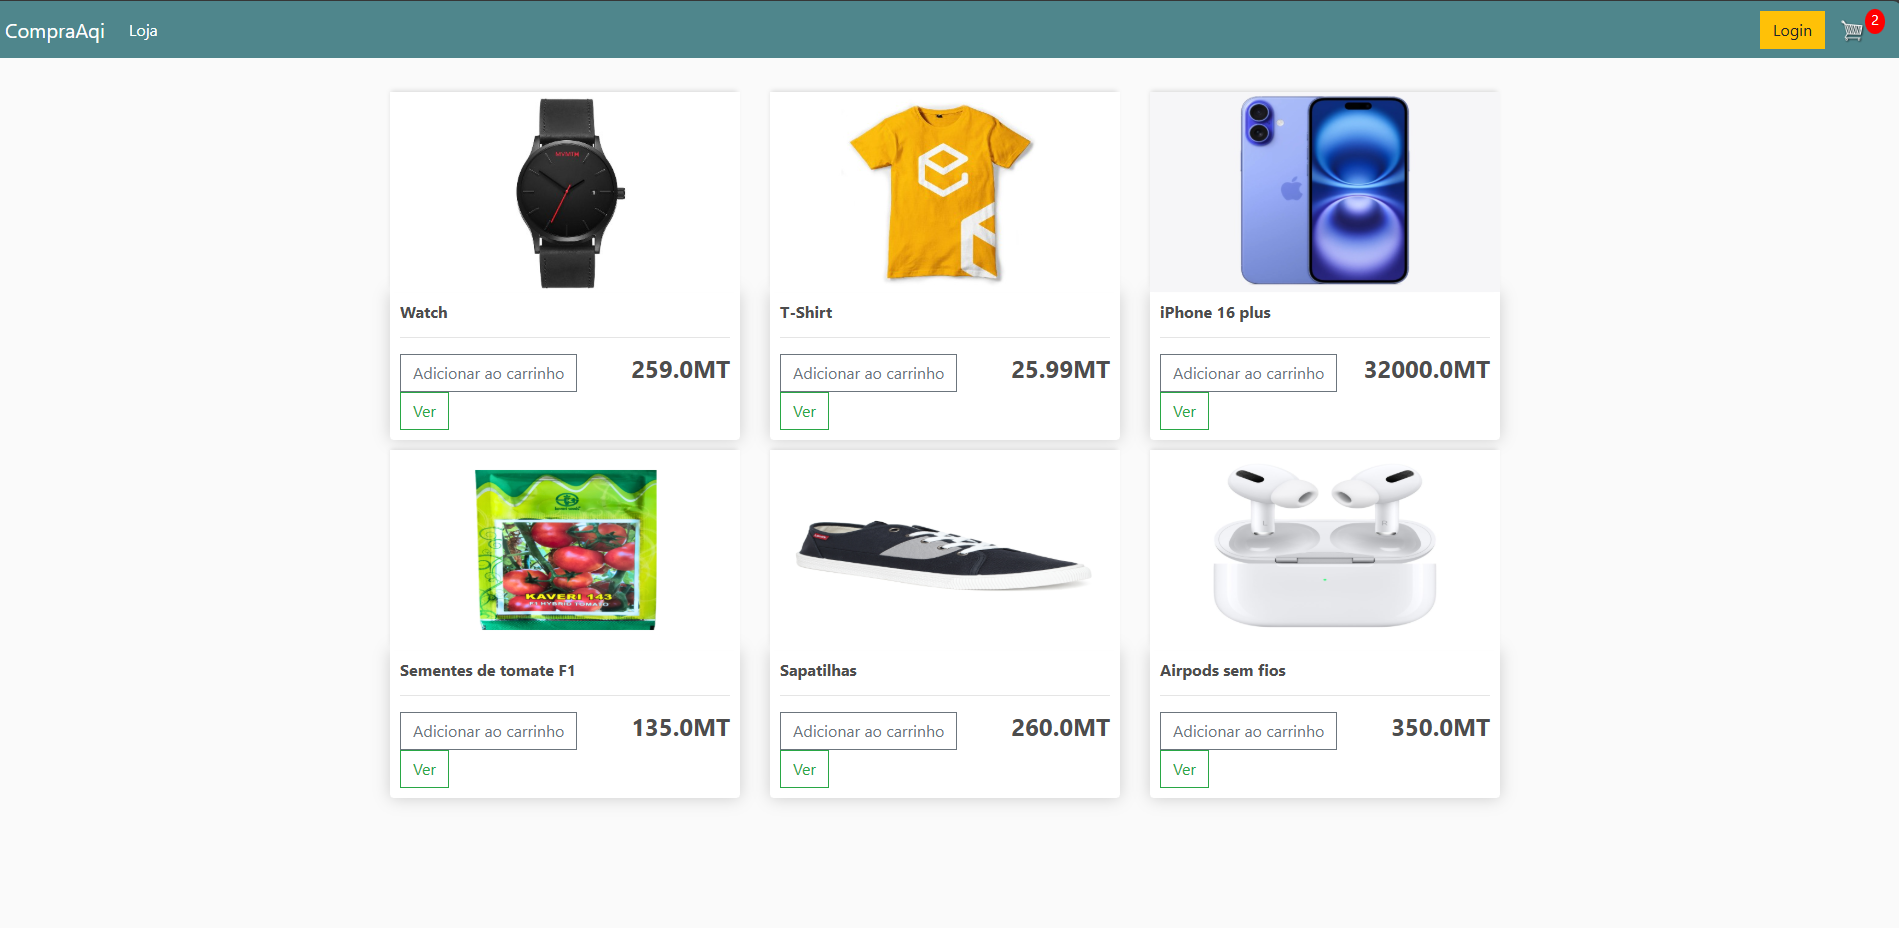 CompraAqi Loja Login 2
MVMT
Watch
Adicionar ao carrinho 259.0MT
Ver
T-Shirt
Adicionar ao carrinho 25.99MT
Ver
iPhone 16 plus
Adicionar ao carrinho 32000.0MT
Ver
KAVERI 143
F1 HYBRID TOMATO
Sementes de tomate F1
Adicionar ao carrinho 135.0MT
Ver
Sapatilhas
Adicionar ao carrinho 260.0MT
Ver
Airpods sem fios
Adicionar ao carrinho 350.0MT
Ver